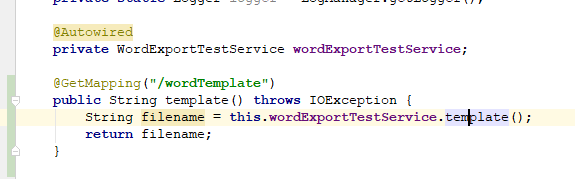 private static Logger logger = LogManager.getLogger();
@Autowired
private WordExportTestService wordExportTestService;
@GetMapping("/wordTemplate")
public String template() throws IOException {
String filename = this.wordExportTestService.template();
return filename;
}